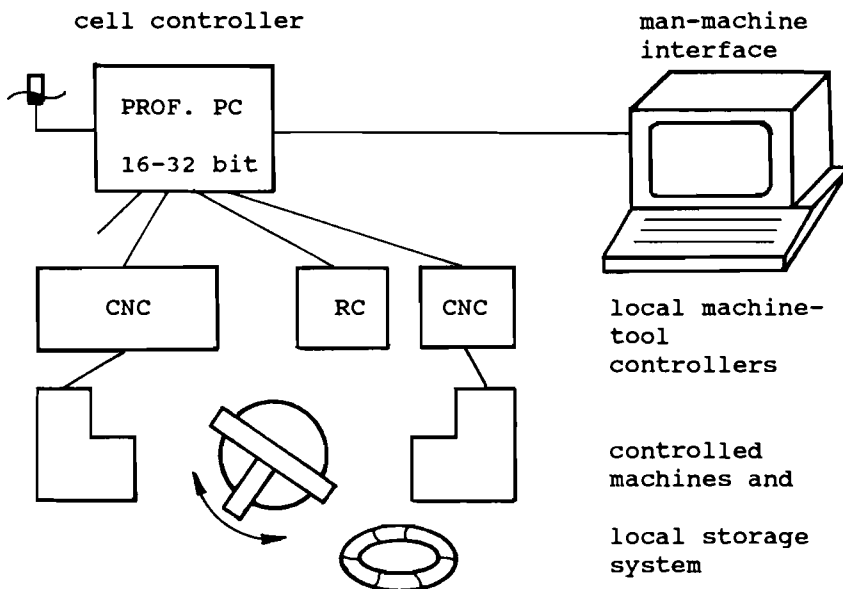 cell controller
man-machine
interface
PROF. PC
16-32 bit
CNC
RC
CNC
local machine-
tool
controllers
controlled
machines and
local storage
system